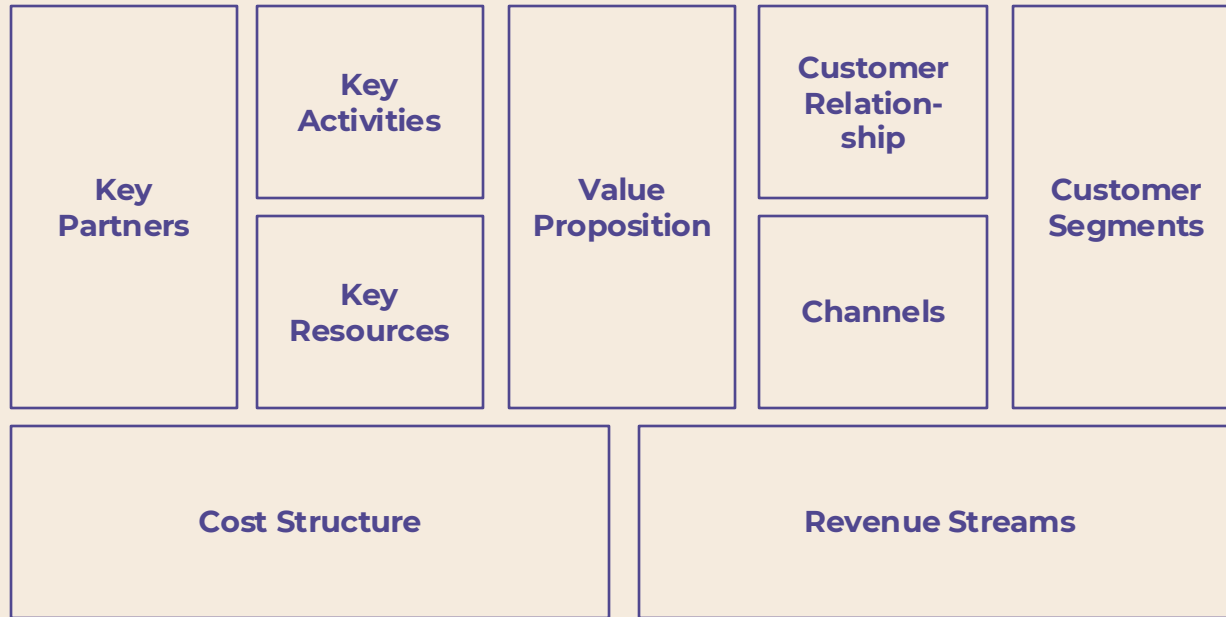 Key
Partners
Key
Activities
Key
Resources
Value
Proposition
Customer
Relation-
ship
Channels
Customer
Segments
Cost Structure
Revenue Streams